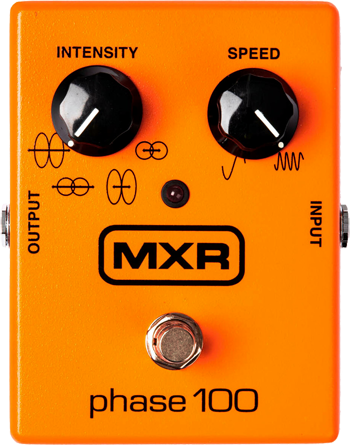 INTENSITY
SPEED
OUTPUT
INPUT
MXR
phase 100